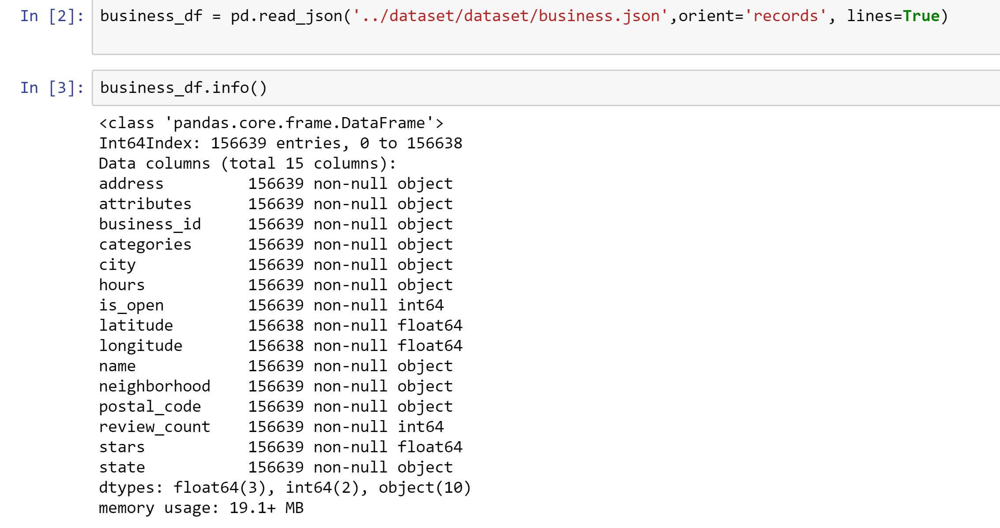 In [2]: business_df = pd.read_json('../dataset/dataset/business.json',orient='records', lines=True)
In [3]: business_df.info()
<class 'pandas.core.frame.DataFrame'>
Int64Index: 156639 entries, 0 to 156638
Data columns (total 15 columns):
address         156639 non-null object
attributes      156639 non-null object
business_id     156639 non-null object
categories      156639 non-null object
city            156639 non-null object
hours           156639 non-null object
is_open         156639 non-null int64
latitude        156638 non-null float64
longitude       156638 non-null float64
name            156639 non-null object
neighborhood    156639 non-null object
postal_code     156639 non-null object
review_count    156639 non-null int64
stars           156639 non-null float64
state           156639 non-null object
dtypes: float64(3), int64(2), object(10)
memory usage: 19.1+ MB